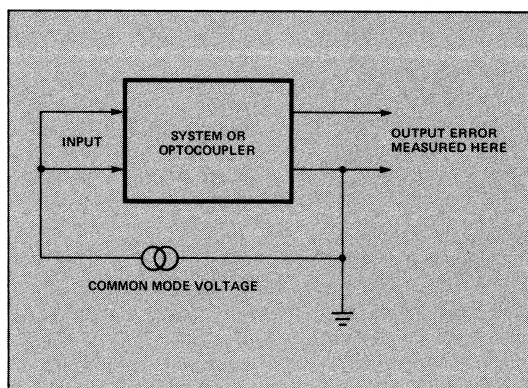 INPUT
SYSTEM OR
OPTOCOUPLER
OUTPUT ERROR
MEASURED HERE
COMMON MODE VOLTAGE